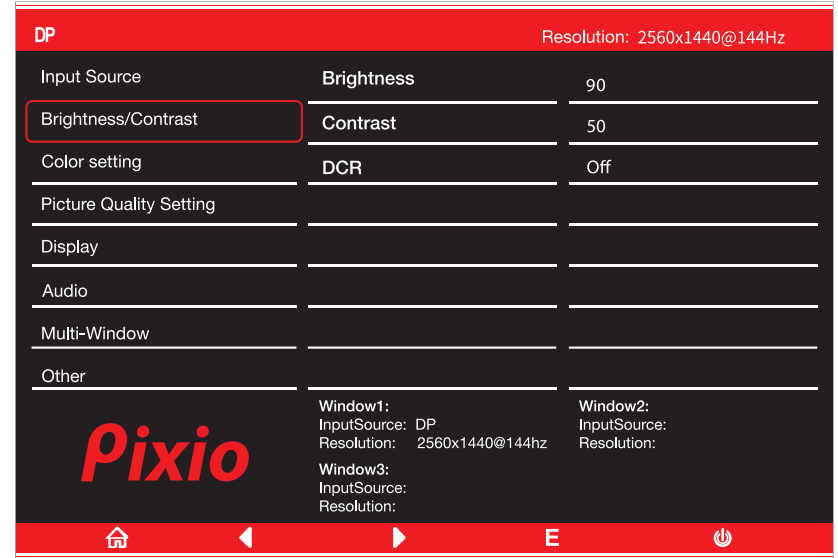 DP Resolution: 2560x1440@144Hz
Input Source Brightness 90
Brightness/Contrast Contrast 50
Color setting DCR Off
Picture Quality Setting
Display
Audio
Multi-Window
Other
Pixio
Window1:
InputSource: DP
Resolution: 2560x1440@144hz
Window2:
InputSource:
Resolution:
Window3:
InputSource:
Resolution:
E